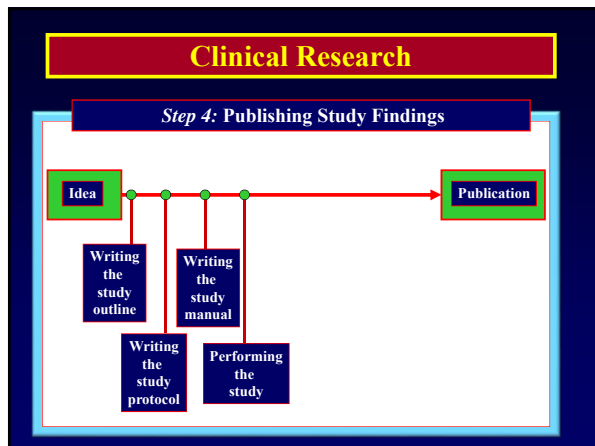 Clinical Research
Step 4: Publishing Study Findings
Idea
Publication
Writing
the
study
outline
Writing
the
study
manual
Writing
the
study
protocol
Performing
the
study